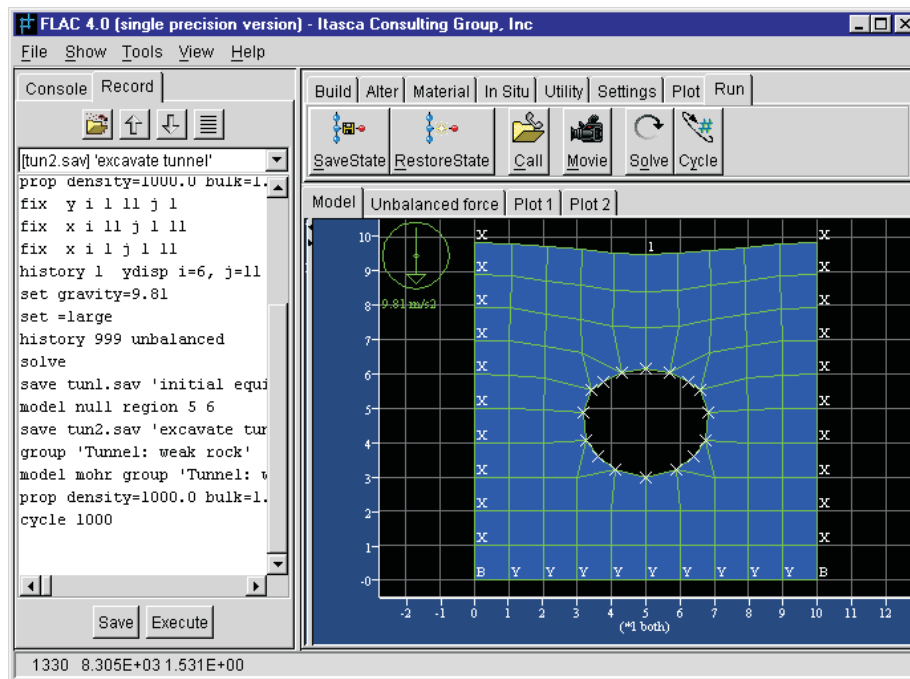 FLAC 4.0 (single precision version) - Itasca Consulting Group, Inc
File Show Tools View Help
Console Record
[tun2.sav] 'excavate tunnel'
prop density=1000.0 bulk=1.
fix y i 1 11 j 1
fix x i 11 j 1 11
fix x i 1 j 1 11
history 1 ydisp i=6, j=11
set gravity=9.81
set =large
history 999 unbalanced
solve
save tun1.sav 'initial equi
model null region 5 6
save tun2.sav 'excavate tun
group 'Tunnel: weak rock'
model mohr group 'Tunnel: w
prop density=1000.0 bulk=1.
cycle 1000
Save Execute
Build Alter Material In Situ Utility Settings Plot Run
SaveState RestoreState Call Movie Solve Cycle
Model Unbalanced force Plot 1 Plot 2
10 X 1 X
9 X X
9.81 m/s2
8 X X
7 X X
6 X X
5 X X
4 X X
3 X X
2 X X
1 X X
-0 B Y Y Y Y Y Y Y Y Y B
-2 -1 0 1 2 3 4 5 6 7 8 9 10 11 12
(*1 both)
1330 8.305E+03 1.531E+00